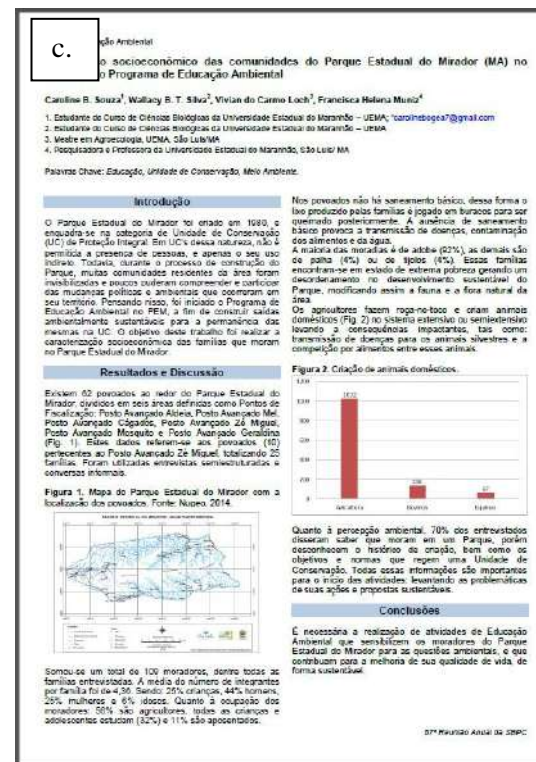 c.
ção Ambiental
o socioeconômico das comunidades do Parque Estadual do Mirador (MA) no
o Programa de Educação Ambiental
Caroline B. Souza1, Wallacy B. T. Silva2, Vivian do Carmo Loch3, Francisca Helena Muniz4
1. Estudante do Curso de Ciências Biológicas da Universidade Estadual do Maranhão – UEMA; *carolinebogea7@gmail.com
2. Estudante do Curso de Ciências Biológicas da Universidade Estadual do Maranhão – UEMA
3. Mestre em Agroecologia, UEMA, São Luís/MA
4. Pesquisadora e Professora da Universidade Estadual do Maranhão, São Luís/ MA
Palavras Chave: Educação, Unidade de Conservação, Meio Ambiente.
Introdução
O Parque Estadual do Mirador foi criado em 1980, e
enquadra-se na categoria de Unidade de Conservação
(UC) de Proteção Integral. Em UC's dessa natureza, não é
permitida a presença de pessoas, e apenas o seu uso
indireto. Todavia, durante o processo de construção do
Parque, muitas comunidades residentes da área foram
invisibilizadas e poucos puderam compreender e participar
das mudanças políticas e ambientais que ocorreram em
seu território. Pensando nisso, foi iniciado o Programa de
Educação Ambiental no PEM, a fim de construir saídas
ambientalmente sustentáveis para a permanência das
mesmas na UC. O objetivo deste trabalho foi realizar a
caracterização socioeconômica das famílias que moram
no Parque Estadual do Mirador.
Resultados e Discussão
Existem 62 povoados ao redor do Parque Estadual do
Mirador, divididos em seis áreas definidas como Pontos de
Fiscalização: Posto Avançado Aldeia, Posto Avançado Mel,
Posto Avançado Cágados, Posto Avançado Zé Miguel,
Posto Avançado Mosquito e Posto Avançado Geraldina
(Fig. 1). Estes dados referem-se aos povoados (10)
pertencentes ao Posto Avançado Zé Miguel, totalizando 25
famílias. Foram utilizadas entrevistas semiestruturadas e
conversas informais.
Figura 1. Mapa do Parque Estadual do Mirador com a
localização dos povoados. Fonte: Nugeo, 2014.
Somou-se um total de 109 moradores, dentre todas as
famílias entrevistadas. A média do número de integrantes
por família foi de 4,36. Sendo: 25% crianças, 44% homens,
25% mulheres e 6% idosos. Quanto à ocupação dos
moradores: 56% são agricultores, todas as crianças e
adolescentes estudam (32%) e 11% são aposentados.
Nos povoados não há saneamento básico, dessa forma o
lixo produzido pelas famílias é jogado em buracos para ser
queimado posteriormente. A ausência de saneamento
básico provoca a transmissão de doenças, contaminação
dos alimentos e da água.
A maioria das moradias é de adobe (92%), as demais são
de palha (4%) ou de tijolos (4%). Essas famílias
encontram-se em estado de extrema pobreza gerando um
desordenamento no desenvolvimento sustentável do
Parque, modificando assim a fauna e a flora natural da
área.
Os agricultores fazem roça-no-toco e criam animais
domésticos (Fig. 2) no sistema extensivo ou semiextensivo
levando a consequências impactantes, tais como:
transmissão de doenças para os animais silvestres e a
competição por alimentos entre esses animais.
Figura 2. Criação de animais domésticos.
1200
1000
800
600
400
200
0
Quanto à percepção ambiental, 70% dos entrevistados
disseram saber que moram em um Parque, porém
desconhecem o histórico de criação, bem como os
objetivos e normas que regem uma Unidade de
Conservação. Todas essas informações são importantes
para o início das atividades, levantando as problemáticas
de suas ações e propostas sustentáveis.
Conclusões
É necessária a realização de atividades de Educação
Ambiental que sensibilizem os moradores do Parque
Estadual do Mirador para as questões ambientais, e que
contribuam para a melhoria de sua qualidade de vida, de
forma sustentável.
67ª Reunião Anual da SBPC